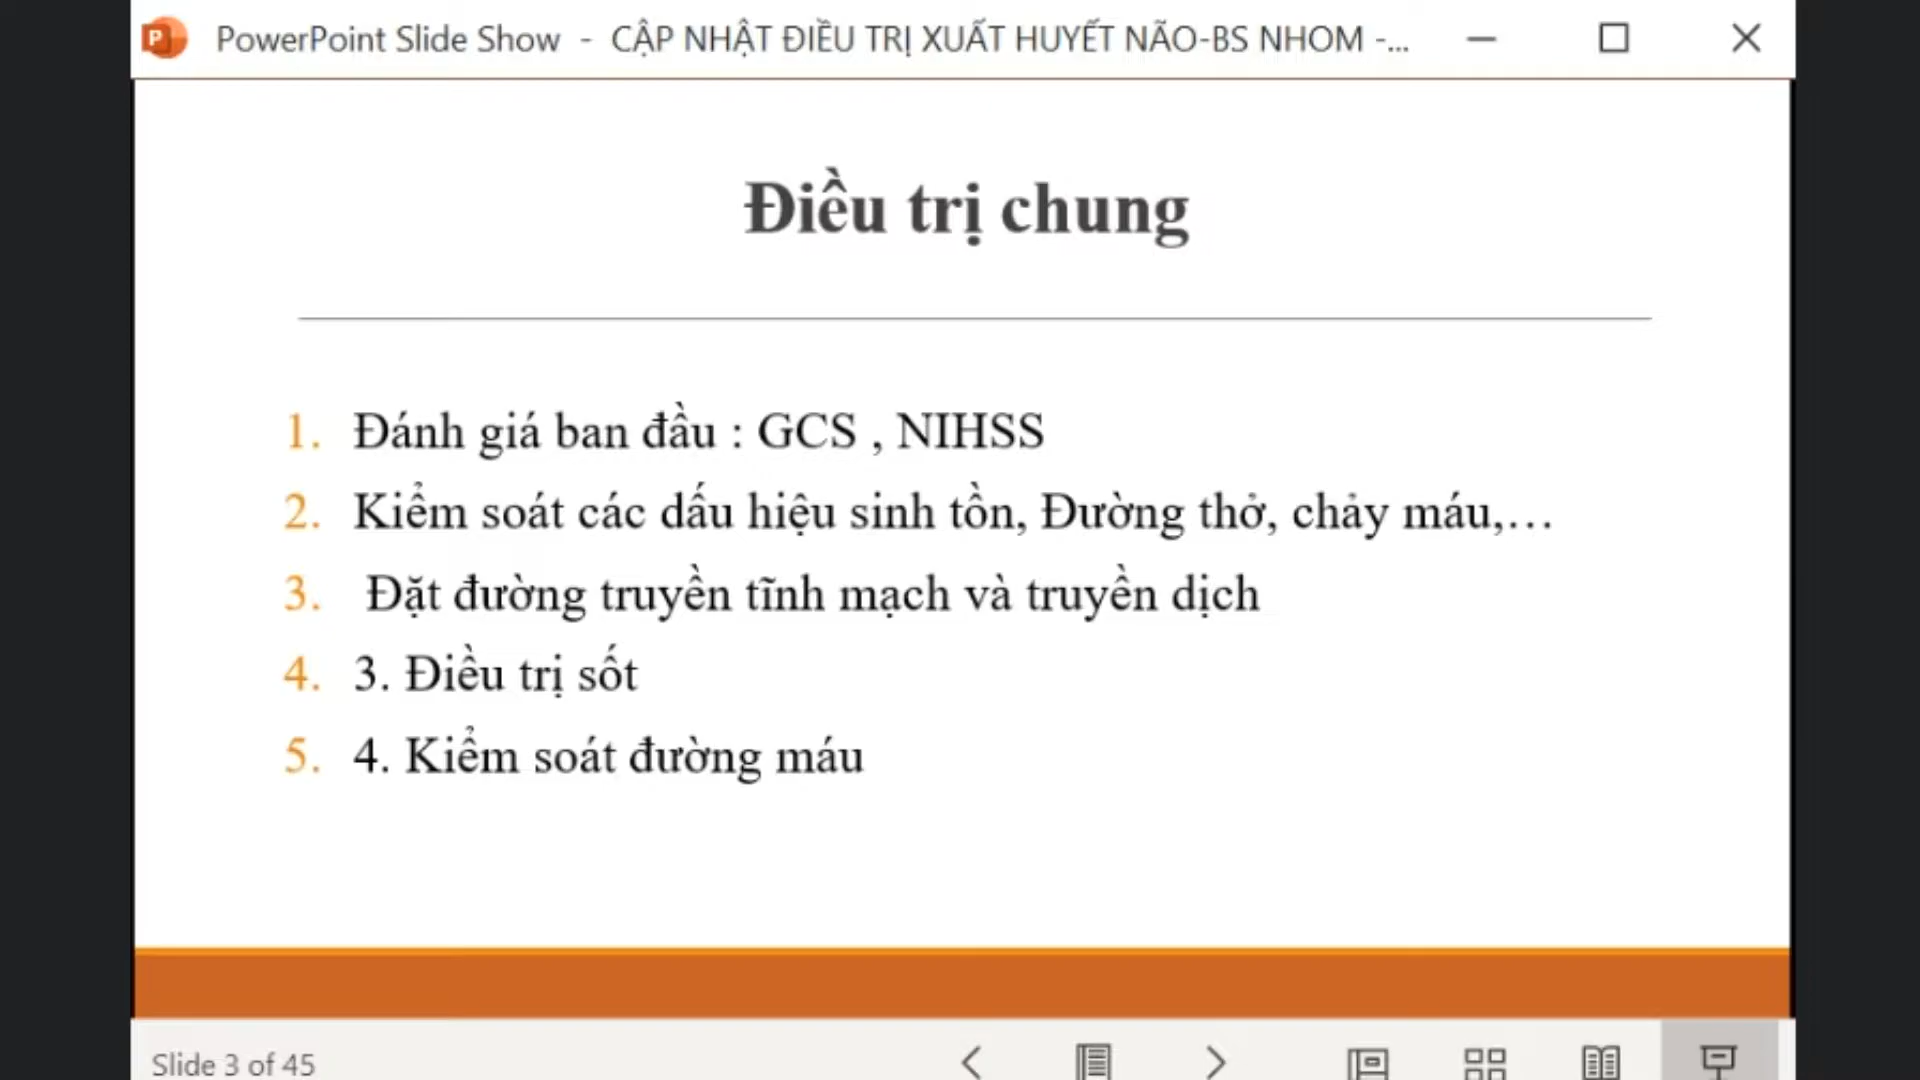 PowerPoint Slide Show - CẬP NHẬT ĐIỀU TRỊ XUẤT HUYẾT NÃO-BS NHOM -...
Điều trị chung
1. Đánh giá ban đầu : GCS , NIHSS
2. Kiểm soát các dấu hiệu sinh tồn, Đường thở, chảy máu,...
3. Đặt đường truyền tĩnh mạch và truyền dịch
4. 3. Điều trị sốt
5. 4. Kiểm soát đường máu
Slide 3 of 45